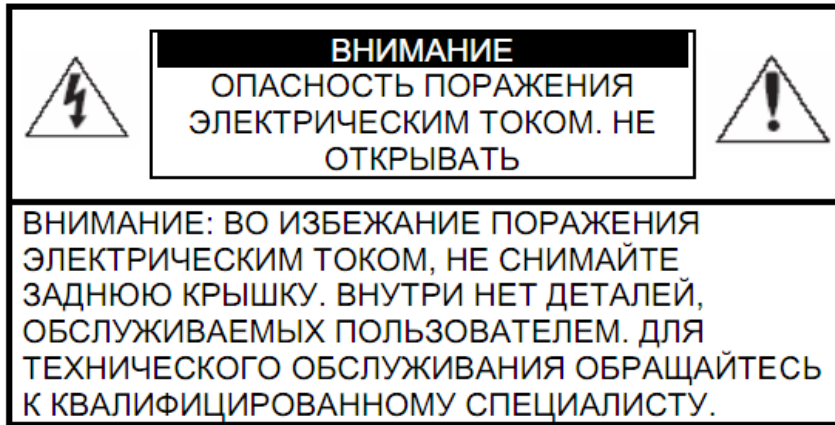 ВНИМАНИЕ
ОПАСНОСТЬ ПОРАЖЕНИЯ
ЭЛЕКТРИЧЕСКИМ ТОКОМ. НЕ
ОТКРЫВАТЬ
ВНИМАНИЕ: ВО ИЗБЕЖАНИЕ ПОРАЖЕНИЯ
ЭЛЕКТРИЧЕСКИМ ТОКОМ, НЕ СНИМАЙТЕ
ЗАДНЮЮ КРЫШКУ. ВНУТРИ НЕТ ДЕТАЛЕЙ,
ОБСЛУЖИВАЕМЫХ ПОЛЬЗОВАТЕЛЕМ. ДЛЯ
ТЕХНИЧЕСКОГО ОБСЛУЖИВАНИЯ ОБРАЩАЙТЕСЬ
К КВАЛИФИЦИРОВАННОМУ СПЕЦИАЛИСТУ.